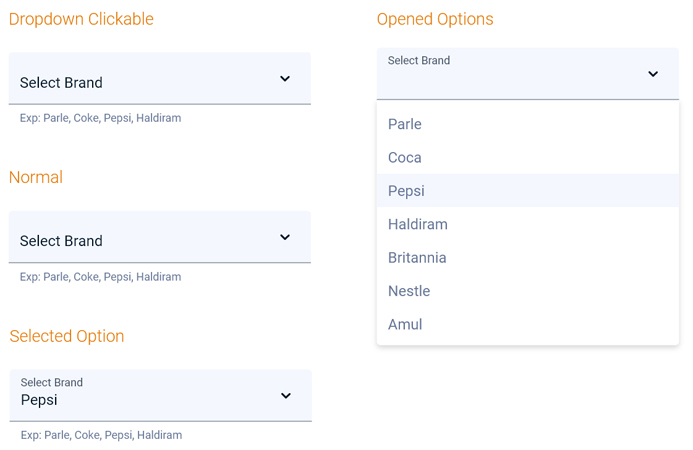 Dropdown Clickable
Select Brand
Exp: Parle, Coke, Pepsi, Haldiram
Normal
Select Brand
Exp: Parle, Coke, Pepsi, Haldiram
Selected Option
Select Brand
Pepsi
Exp: Parle, Coke, Pepsi, Haldiram
Opened Options
Select Brand
Parle
Coca
Pepsi
Haldiram
Britannia
Nestle
Amul